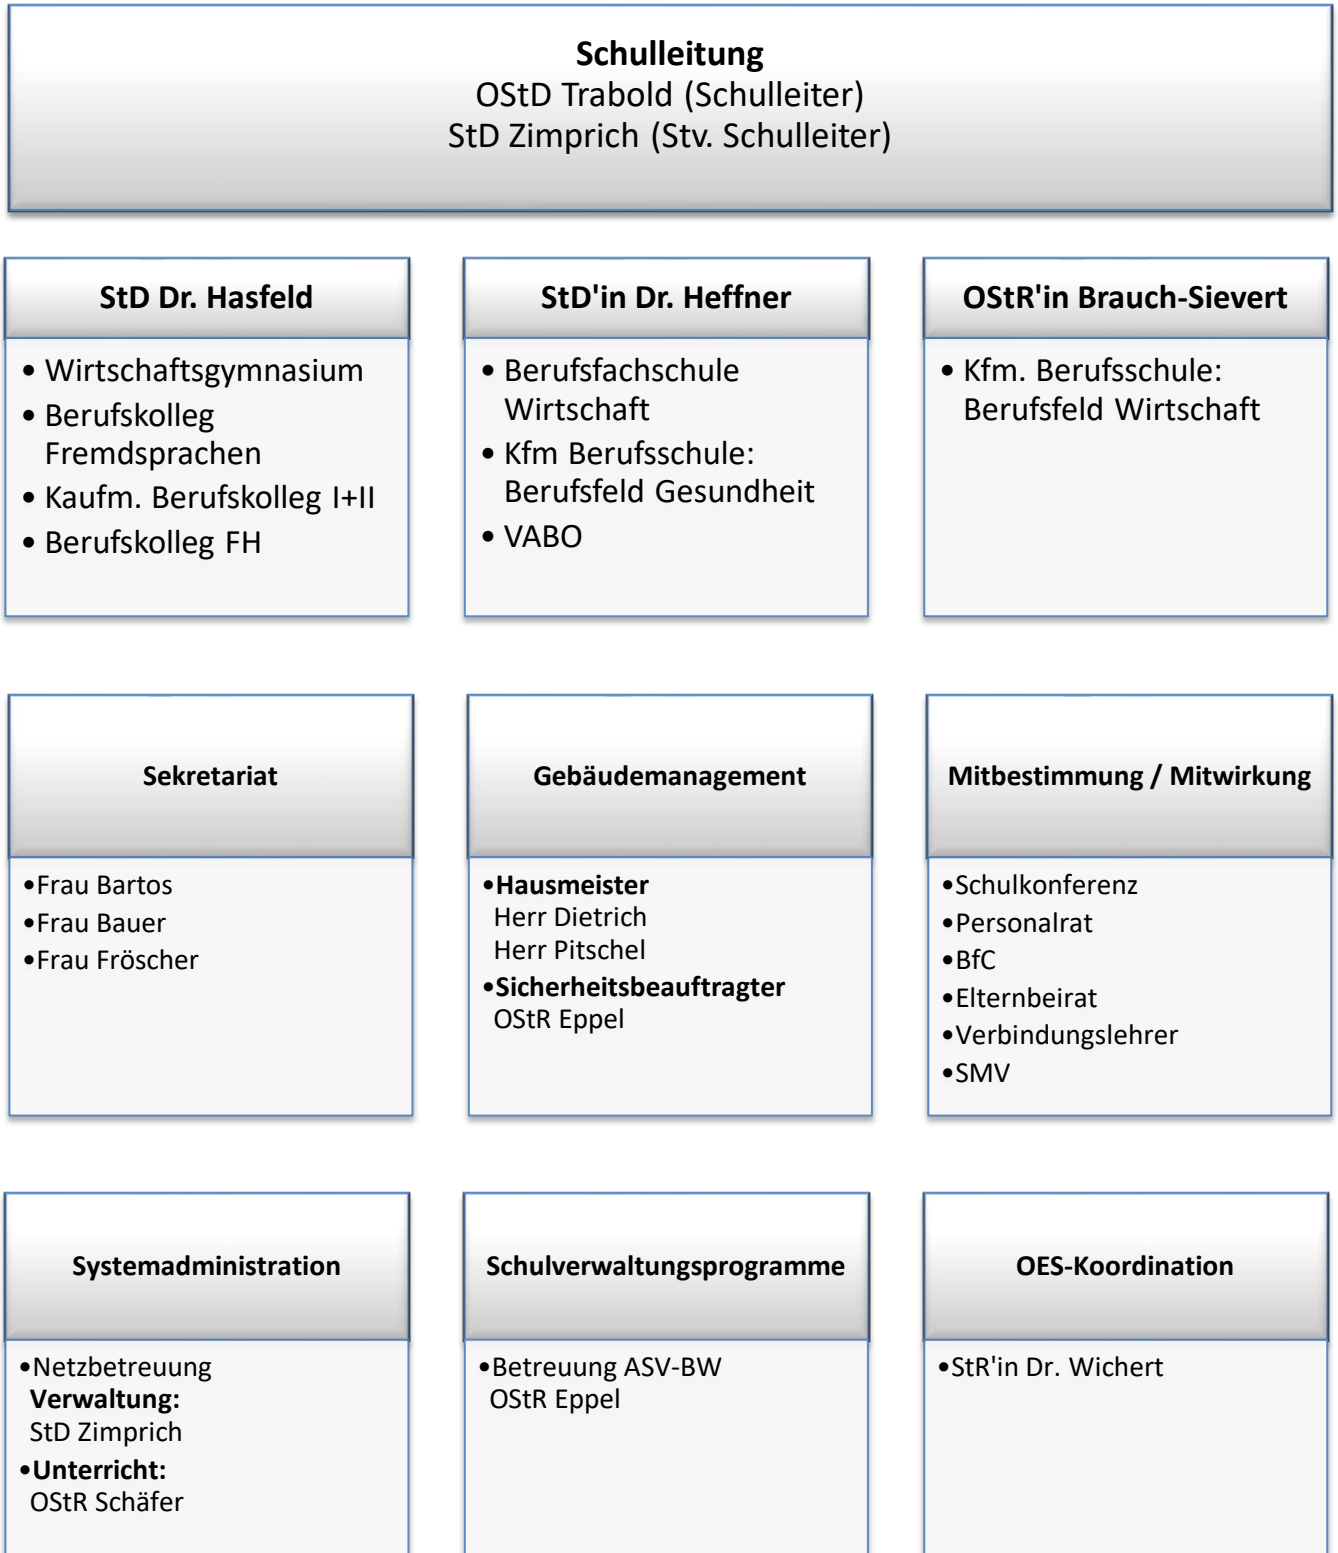 Schulleitung
OStD Trabold (Schulleiter)
StD Zimprich (Stv. Schulleiter)
StD Dr. Hasfeld
• Wirtschaftsgymnasium
• Berufskolleg
Fremdsprachen
• Kaufm. Berufskolleg I+II
• Berufskolleg FH
StD'in Dr. Heffner
• Berufsfachschule
Wirtschaft
• Kfm Berufsschule:
Berufsfeld Gesundheit
• VABO
OStR'in Brauch-Sievert
• Kfm. Berufsschule:
Berufsfeld Wirtschaft
Sekretariat
•Frau Bartos
•Frau Bauer
•Frau Fröscher
Gebäudemanagement
•Hausmeister
Herr Dietrich
Herr Pitschel
•Sicherheitsbeauftragter
OStR Eppel
Mitbestimmung / Mitwirkung
•Schulkonferenz
•Personalrat
•BfC
•Elternbeirat
•Verbindungslehrer
•SMV
Systemadministration
•Netzbetreuung
Verwaltung:
StD Zimprich
•Unterricht:
OStR Schäfer
Schulverwaltungsprogramme
•Betreuung ASV-BW
OStR Eppel
OES-Koordination
•StR'in Dr. Wichert